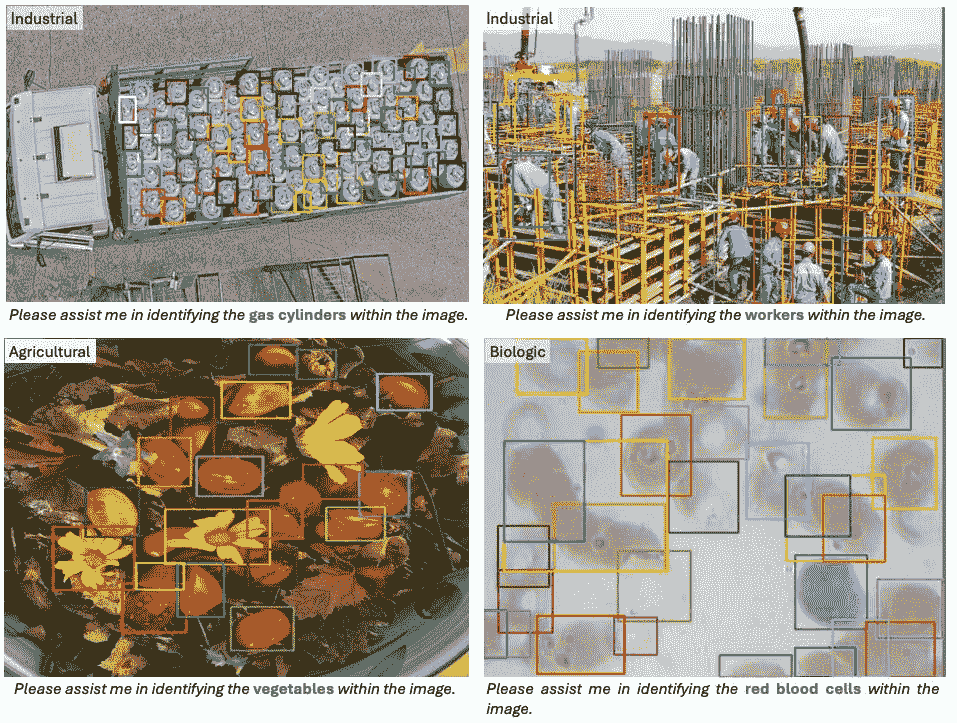 Industrial
Industrial
Please assist me in identifying the gas cylinders within the image.
Please assist me in identifying the workers within the image.
Agricultural
Biologic
Please assist me in identifying the vegetables within the image.
Please assist me in identifying the red blood cells within the
image.